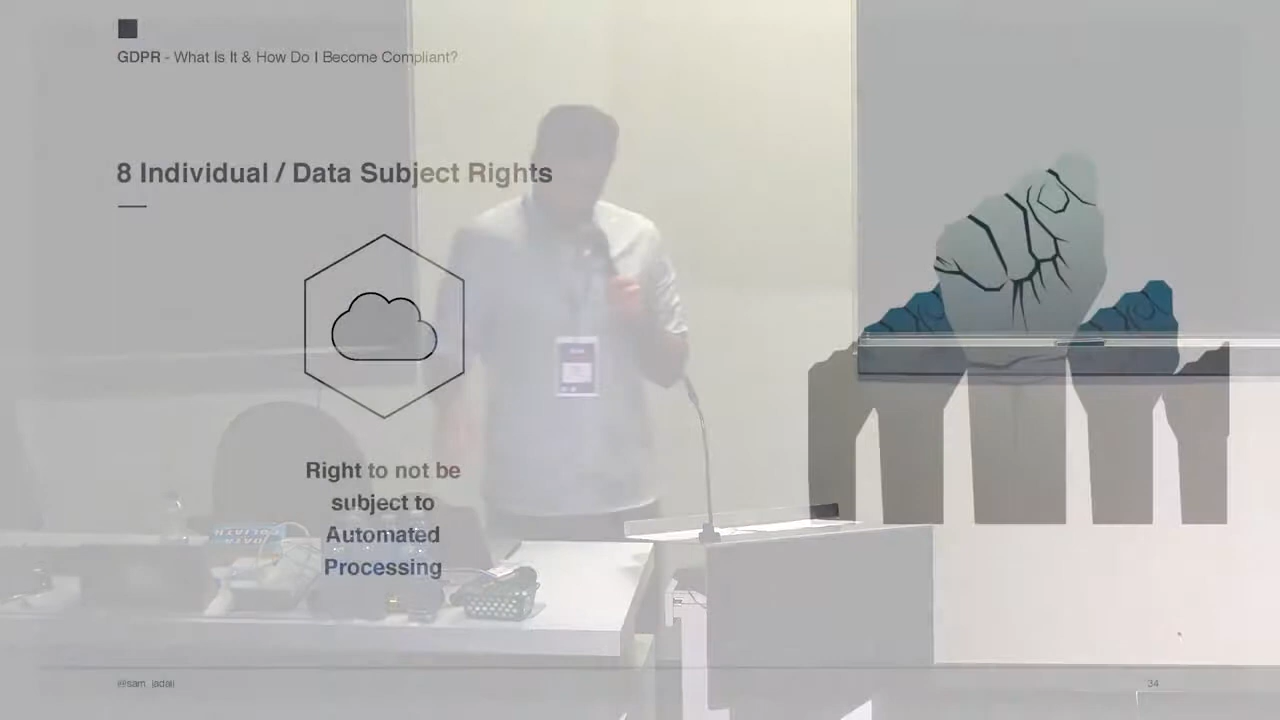 GDPR - What Is It & How Do I Become Compliant?
8 Individual / Data Subject Rights
Right to not be
subject to
Automated
Processing
@sam_jadali
34